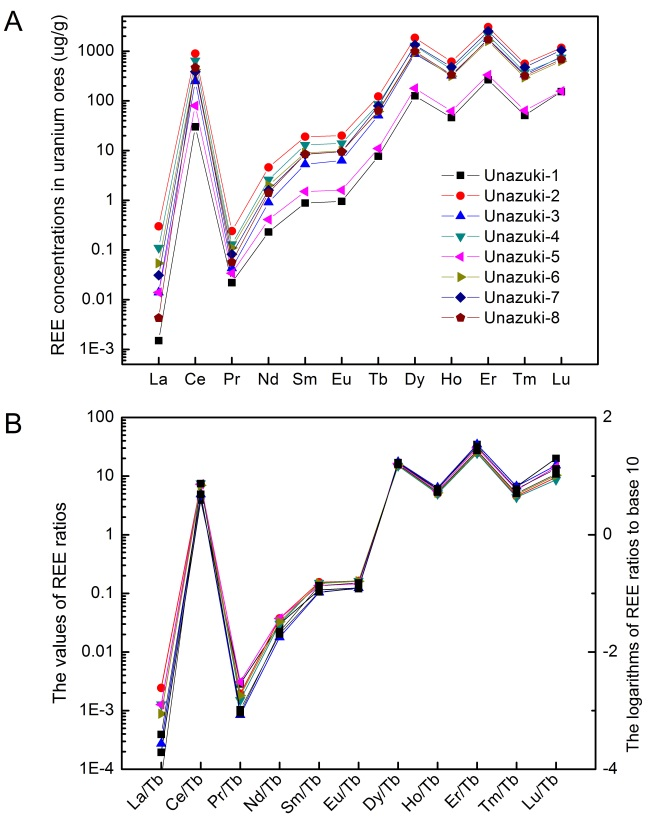 A
REE concentrations in uranium ores (ug/g)
1000
100
10
1
0.1
0.01
1E-3
Unazuki-1
Unazuki-2
Unazuki-3
Unazuki-4
Unazuki-5
Unazuki-6
Unazuki-7
Unazuki-8
La Ce Pr Nd Sm Eu Tb Dy Ho Er Tm Lu
B
The values of REE ratios
100
10
1
0.1
0.01
1E-3
1E-4
2
0
-2
-4
The logarithms of REE ratios to base 10
La/Tb Ce/Tb Pr/Tb Nd/Tb Sm/Tb Eu/Tb Dy/Tb Ho/Tb Er/Tb Tm/Tb Lu/Tb